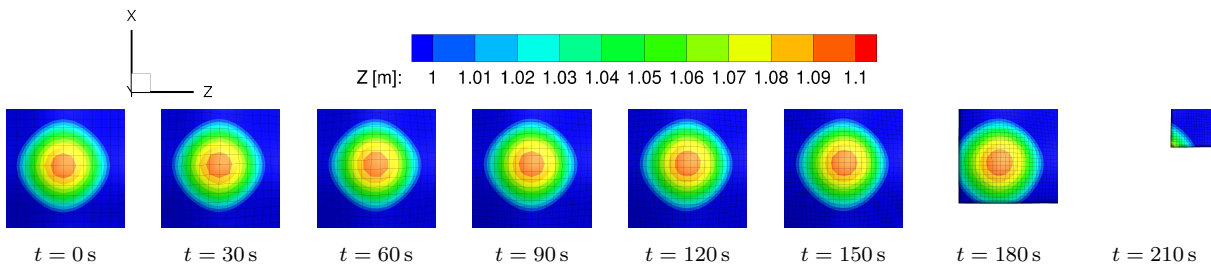 X
Y Z
Z [m]: 1 1.01 1.02 1.03 1.04 1.05 1.06 1.07 1.08 1.09 1.1
t = 0 s t = 30 s t = 60 s t = 90 s t = 120 s t = 150 s t = 180 s t = 210 s